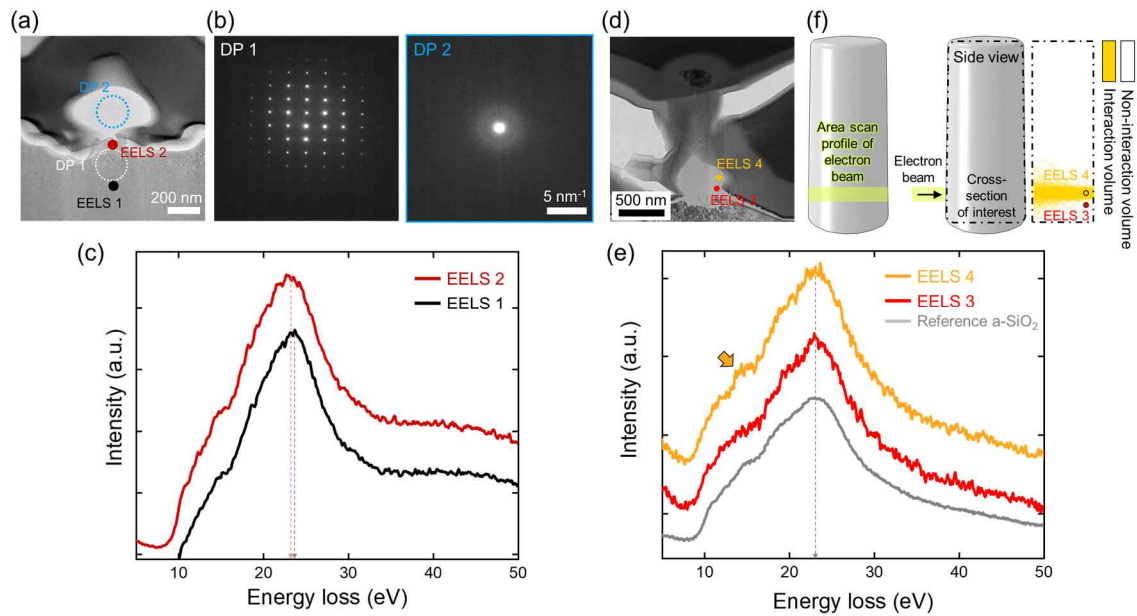 (a)
DP 2
DP 1
EELS 2
EELS 1
200 nm
(b)
DP 1
DP 2
5 nm⁻¹
(d)
EELS 4
EELS 3
500 nm
(f)
Area scan
profile of
electron
beam
Electron
beam
Side view
Cross-
section
of interest
EELS 4
EELS 3
Interaction volume
Non-interaction volume
(c)
EELS 2
EELS 1
Intensity (a.u.)
10 20 30 40 50
Energy loss (eV)
(e)
EELS 4
EELS 3
Reference a-SiO₂
Intensity (a.u.)
10 20 30 40 50
Energy loss (eV)